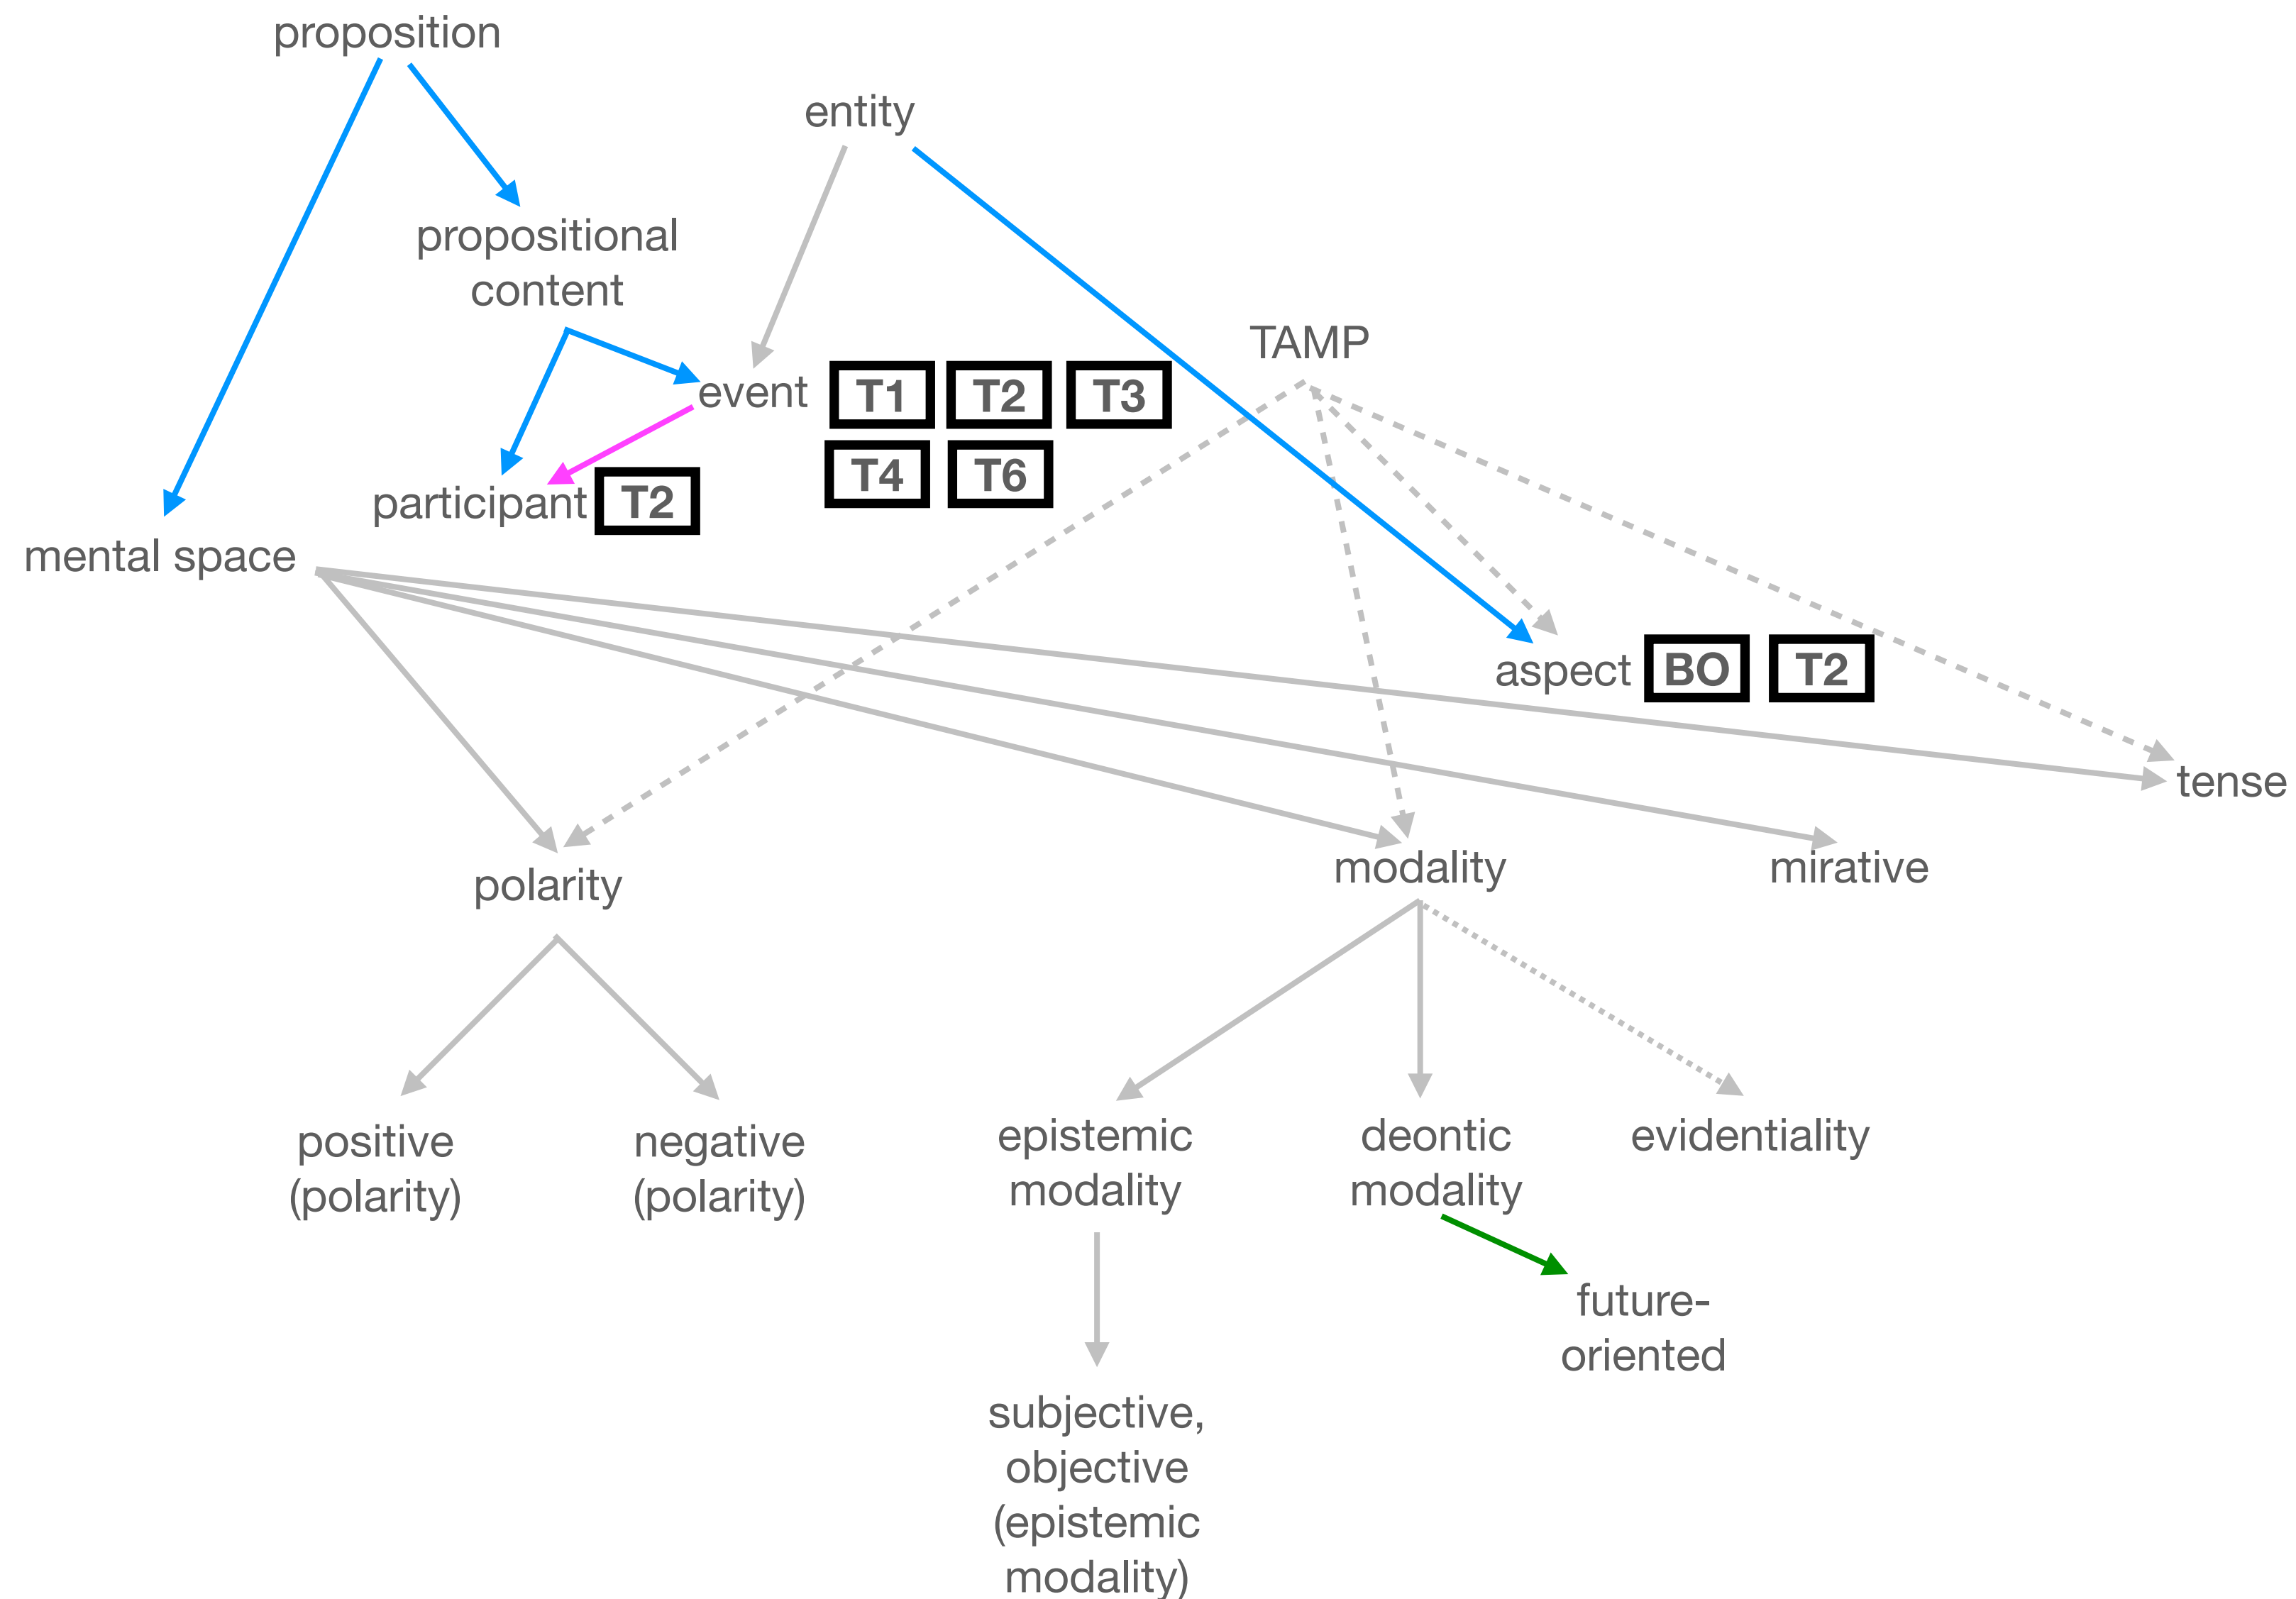 proposition
entity
propositional
content
TAMP
event T1 T2 T3
T4 T6
participant T2
mental space
aspect BO T2
tense
polarity
modality
mirative
positive
(polarity)
negative
(polarity)
epistemic
modality
deontic
modality
evidentiality
future-
oriented
subjective,
objective
(epistemic
modality)